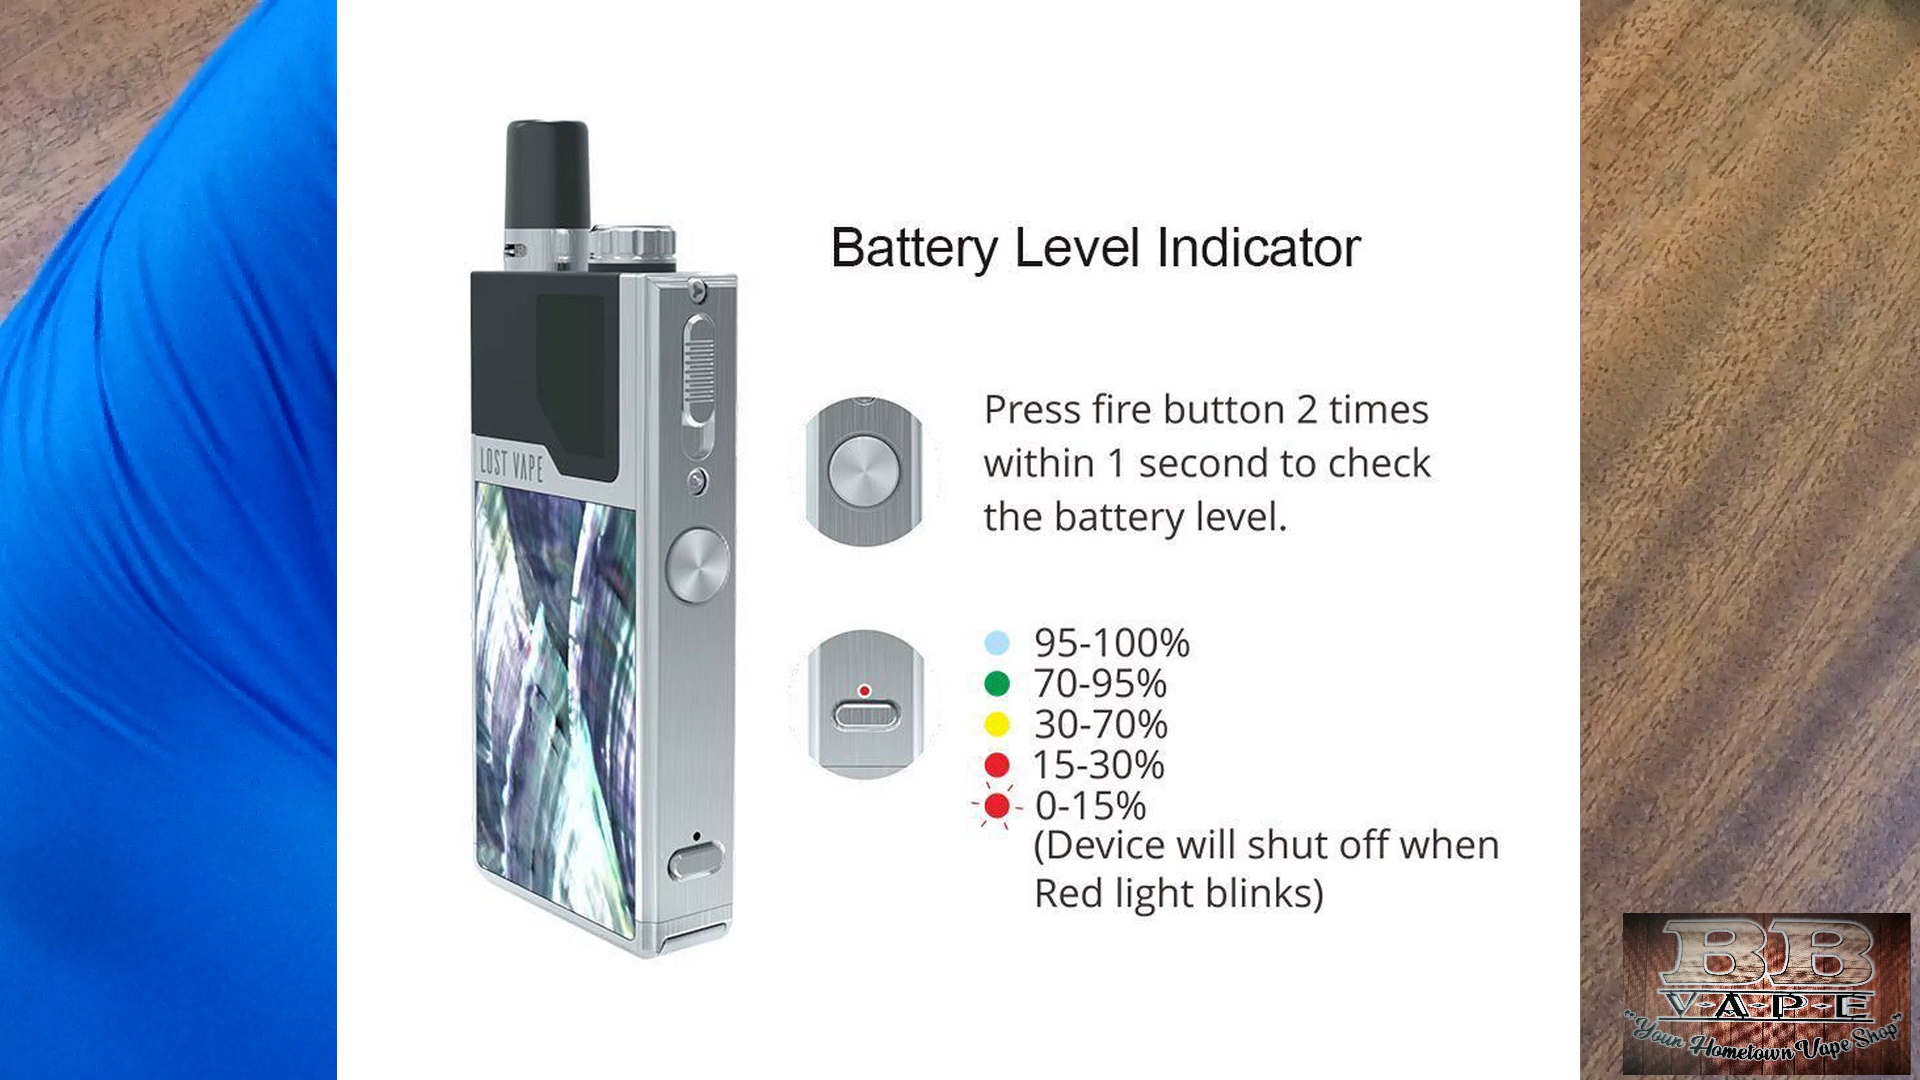 Battery Level Indicator
LOST VAPE
Press fire button 2 times
within 1 second to check
the battery level.
95-100%
70-95%
30-70%
15-30%
0-15%
(Device will shut off when
Red light blinks)
BB
V-A-P-E
"Your Hometown Vape Shop"